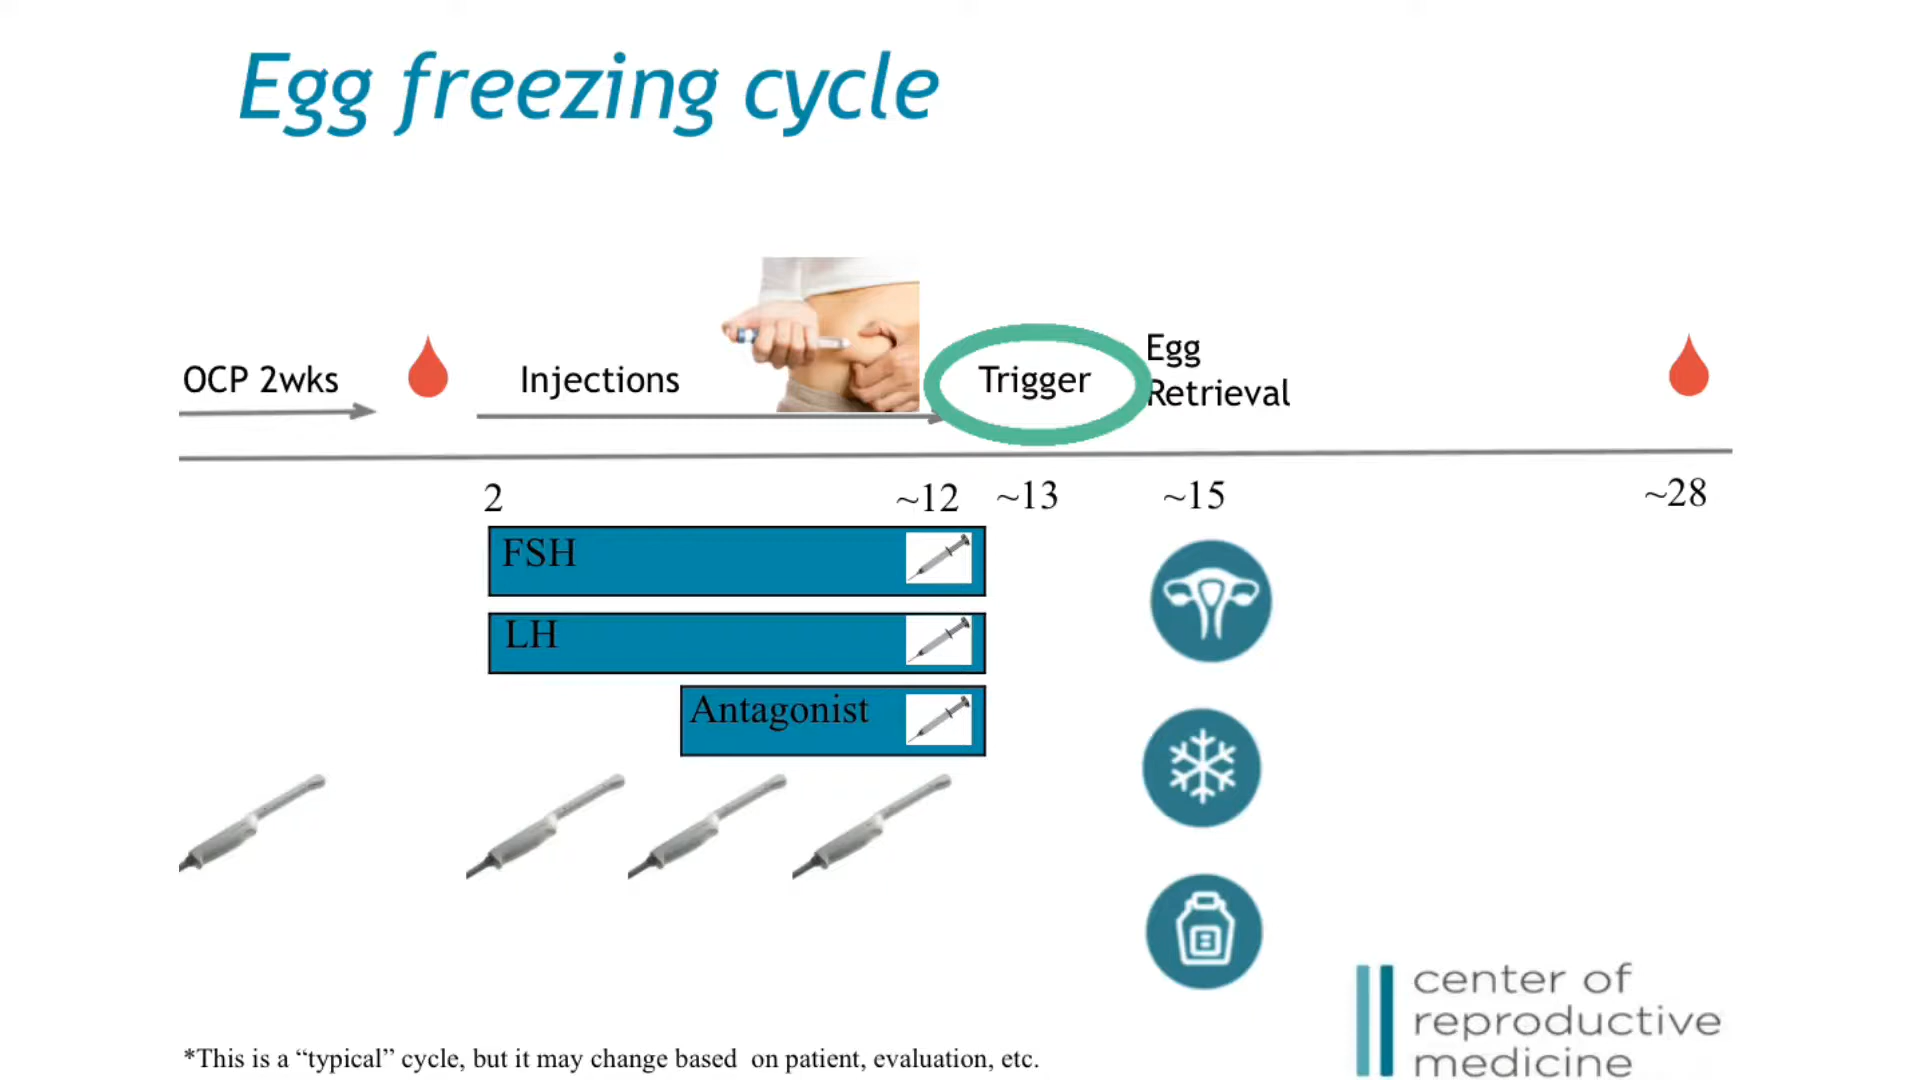 Egg freezing cycle
OCP 2wks
Injections
Trigger
Egg
Retrieval
2
~12
~13
~15
~28
FSH
LH
Antagonist
center of
reproductive
medicine
*This is a “typical” cycle, but it may change based  on patient, evaluation, etc.